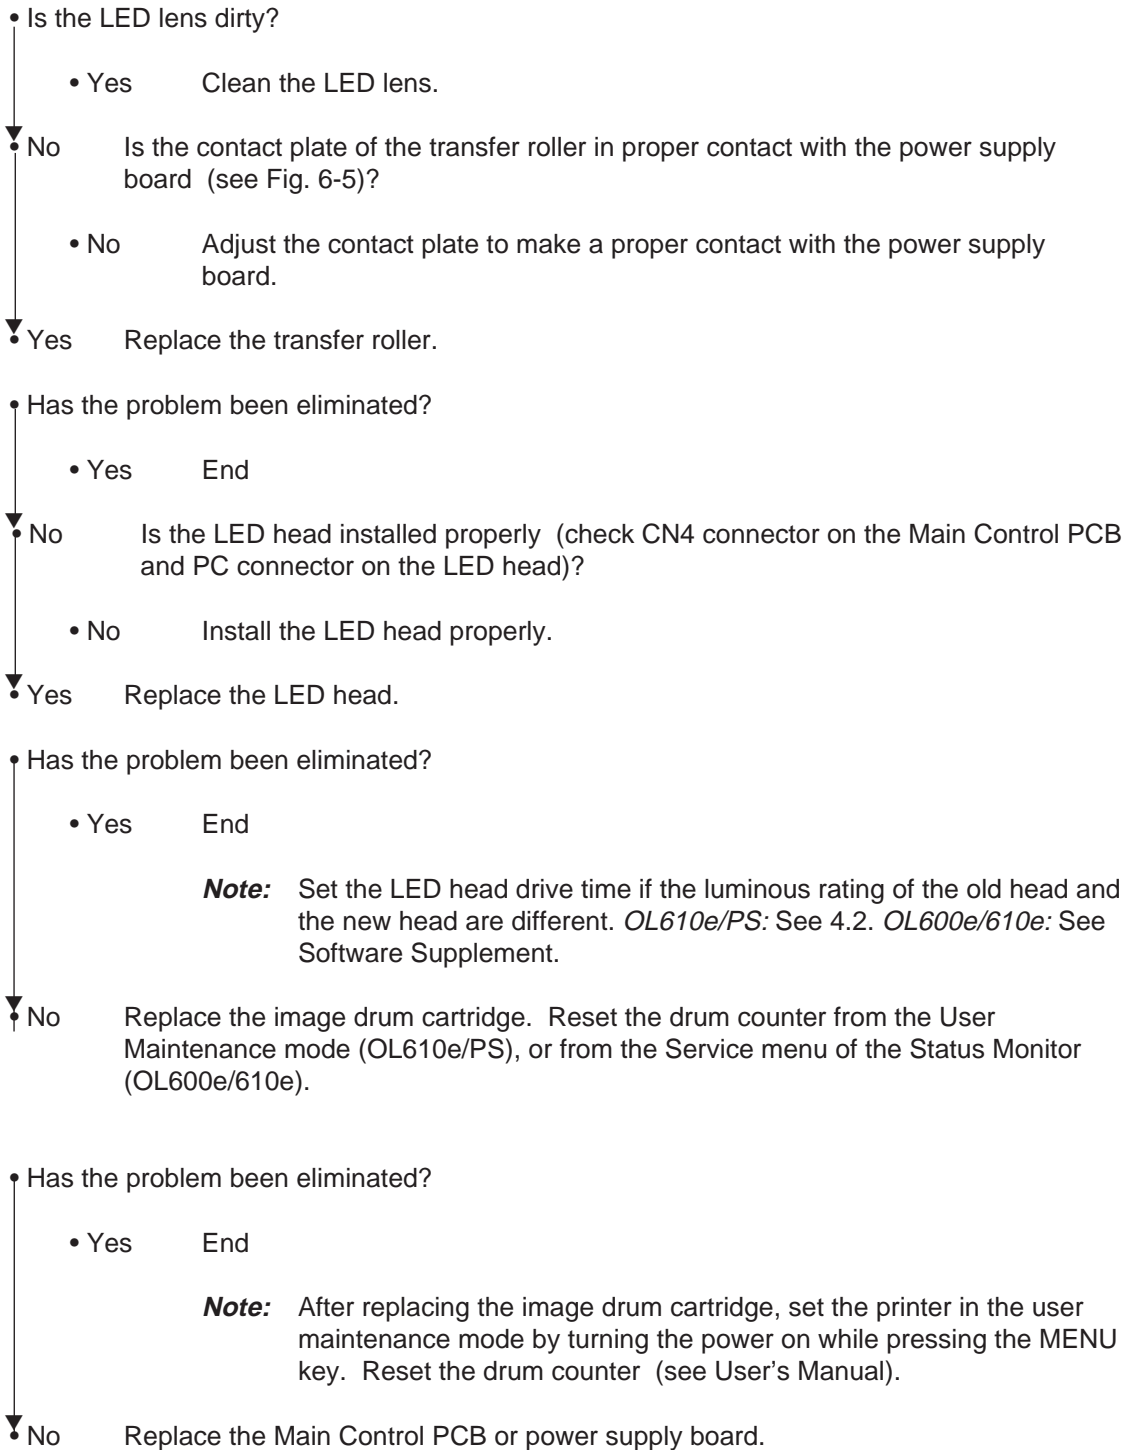 • Is the LED lens dirty?
• Yes Clean the LED lens.
• No Is the contact plate of the transfer roller in proper contact with the power supply
board (see Fig. 6-5)?
• No Adjust the contact plate to make a proper contact with the power supply
board.
• Yes Replace the transfer roller.
• Has the problem been eliminated?
• Yes End
• No Is the LED head installed properly (check CN4 connector on the Main Control PCB
and PC connector on the LED head)?
• No Install the LED head properly.
• Yes Replace the LED head.
• Has the problem been eliminated?
• Yes End
Note: Set the LED head drive time if the luminous rating of the old head and
the new head are different. OL610e/PS: See 4.2. OL600e/610e: See
Software Supplement.
• No Replace the image drum cartridge. Reset the drum counter from the User
Maintenance mode (OL610e/PS), or from the Service menu of the Status Monitor
(OL600e/610e).
• Has the problem been eliminated?
• Yes End
Note: After replacing the image drum cartridge, set the printer in the user
maintenance mode by turning the power on while pressing the MENU
key. Reset the drum counter (see User's Manual).
• No Replace the Main Control PCB or power supply board.